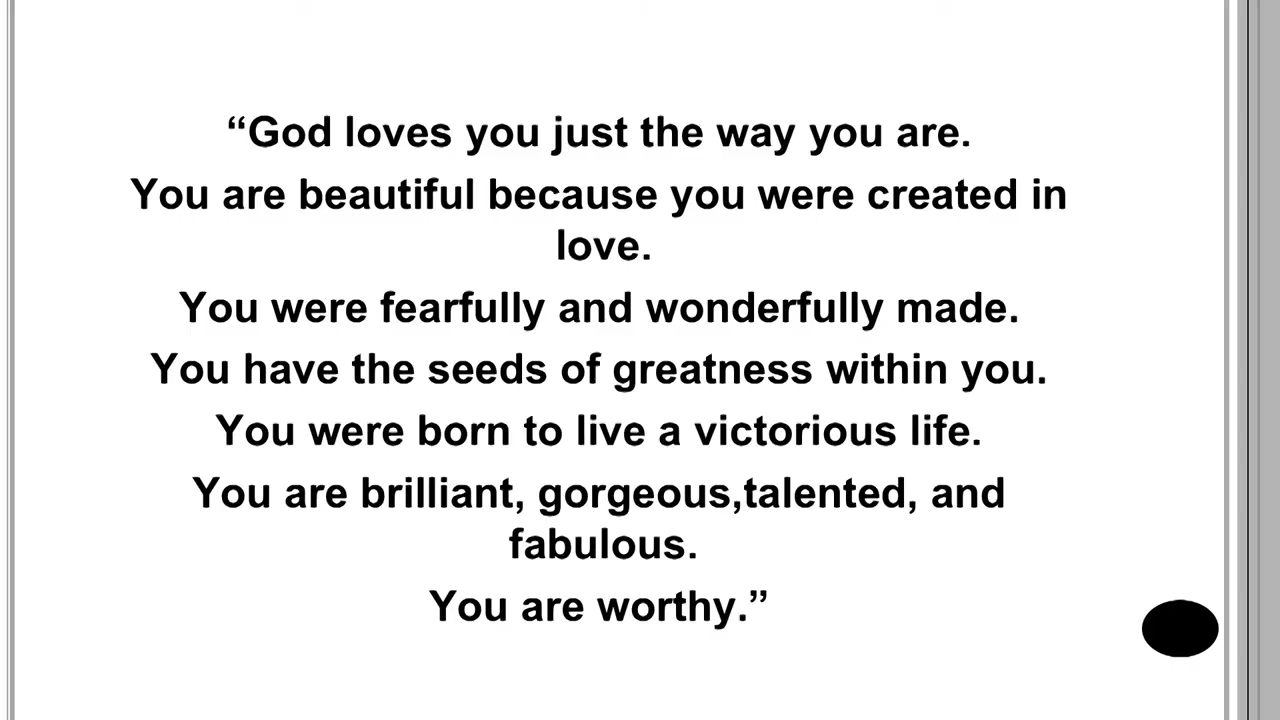 “God loves you just the way you are.
You are beautiful because you were created in
love.
You were fearfully and wonderfully made.
You have the seeds of greatness within you.
You were born to live a victorious life.
You are brilliant, gorgeous,talented, and
fabulous.
You are worthy.”